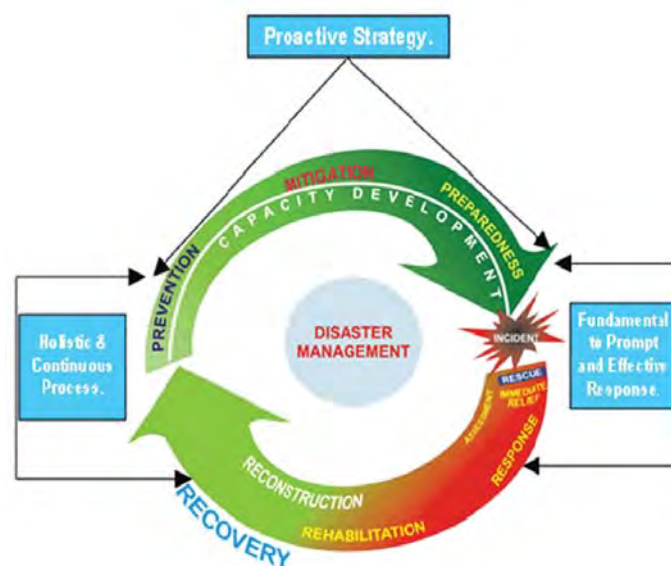 Proactive Strategy.
MITIGATION
CAPACITY DEVELOPMENT
PREPAREDNESS
PREVENTION
Holistic &
Continuous
Process.
DISASTER
MANAGEMENT
INCIDENT
Fundamental
to Prompt
and Effective
Response.
RESCUE
IMMEDIATE
RELIEF
ASSESSMENT
RESPONSE
RECONSTRUCTION
REHABILITATION
RECOVERY